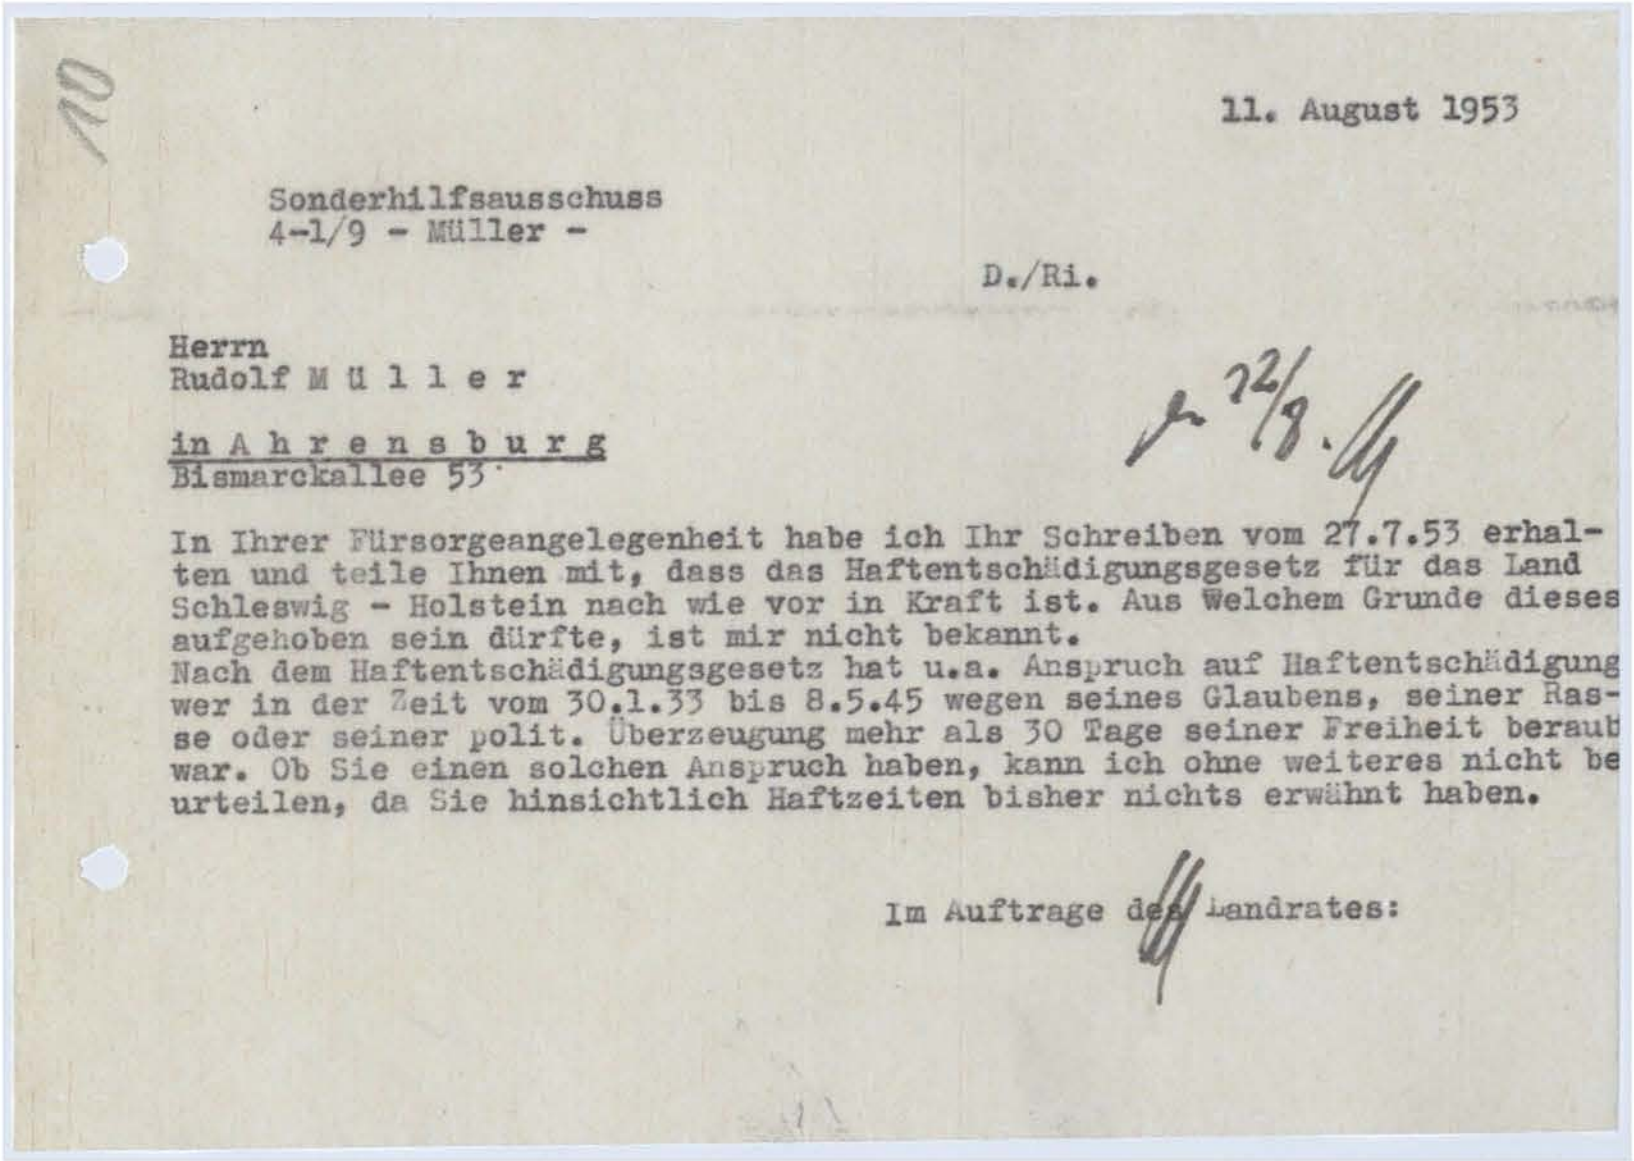 10
11. August 1953
Sonderhilfsausschuss
4-1/9 - Müller -
D./Ri.
Herrn
Rudolf M ü l l e r
in A h r e n s b u r g
Bismarckallee 53
12/8.
In Ihrer Fürsorgeangelegenheit habe ich Ihr Schreiben vom 27.7.53 erhal-
ten und teile Ihnen mit, dass das Haftentschädigungsgesetz für das Land
Schleswig - Holstein nach wie vor in Kraft ist. Aus Welchem Grunde dieses
aufgehoben sein dürfte, ist mir nicht bekannt.
Nach dem Haftentschädigungsgesetz hat u.a. Anspruch auf Haftentschädigung
wer in der Zeit vom 30.1.33 bis 8.5.45 wegen seines Glaubens, seiner Ras-
se oder seiner polit. Überzeugung mehr als 30 Tage seiner Freiheit beraub
war. Ob Sie einen solchen Anspruch haben, kann ich ohne weiteres nicht be
urteilen, da Sie hinsichtlich Haftzeiten bisher nichts erwähnt haben.
Im Auftrage des Landrates: